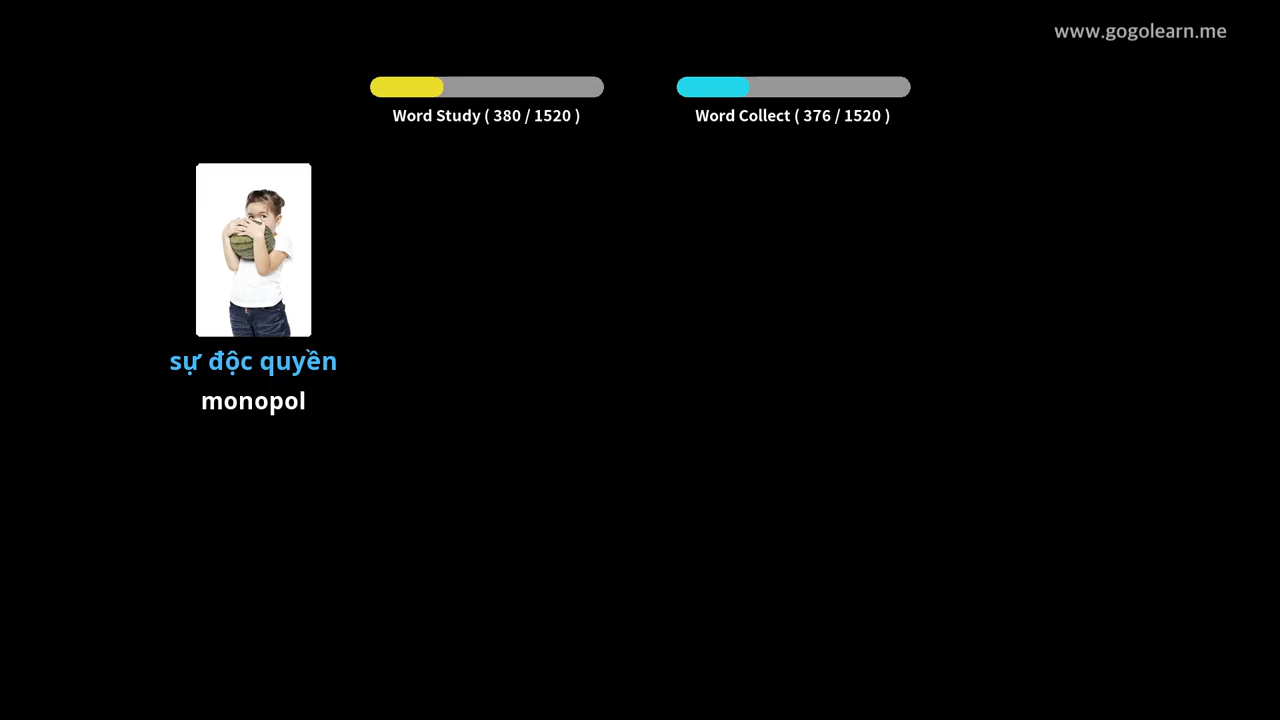 www.gogolearn.me
Word Study ( 380 / 1520 )
Word Collect ( 376 / 1520 )
sự độc quyền
monopol